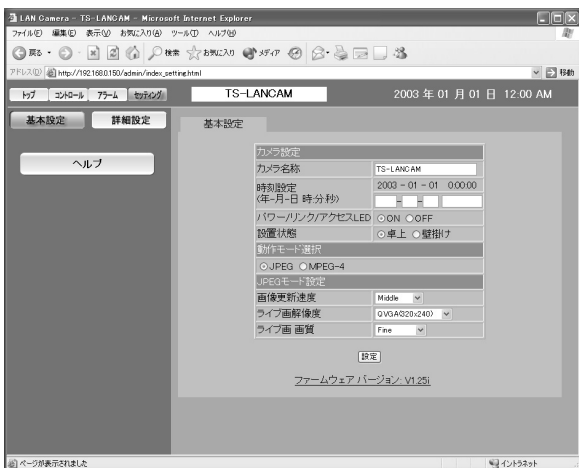 LAN Camera - TS-LANCAM - Microsoft Internet Explorer
ファイル(F) 編集(E) 表示(V) お気に入り(A) ツール(T) ヘルプ(H)
戻る 検索 お気に入り メディア
アドレス(D) http://192.168.0.150/admin/index_setting.html 移動
トップ コントロール アラーム セッティング TS-LANCAM 2003 年 01 月 01 日 12:00 AM
基本設定 詳細設定
ヘルプ
基本設定
カメラ設定
カメラ名称 TS-LANCAM
時刻設定 2003 - 01 - 01 0:00:00
(年-月-日 時:分:秒) - -
パワー/リンク/アクセスLED ON OFF
設置状態 卓上 壁掛け
動作モード選択
JPEG MPEG-4
JPEGモード設定
画像更新速度 Middle
ライブ画解像度 QVGA(320x240)
ライブ画 画質 Fine
設定
ファームウェア バージョン: V1.25i
ページが表示されました イントラネット